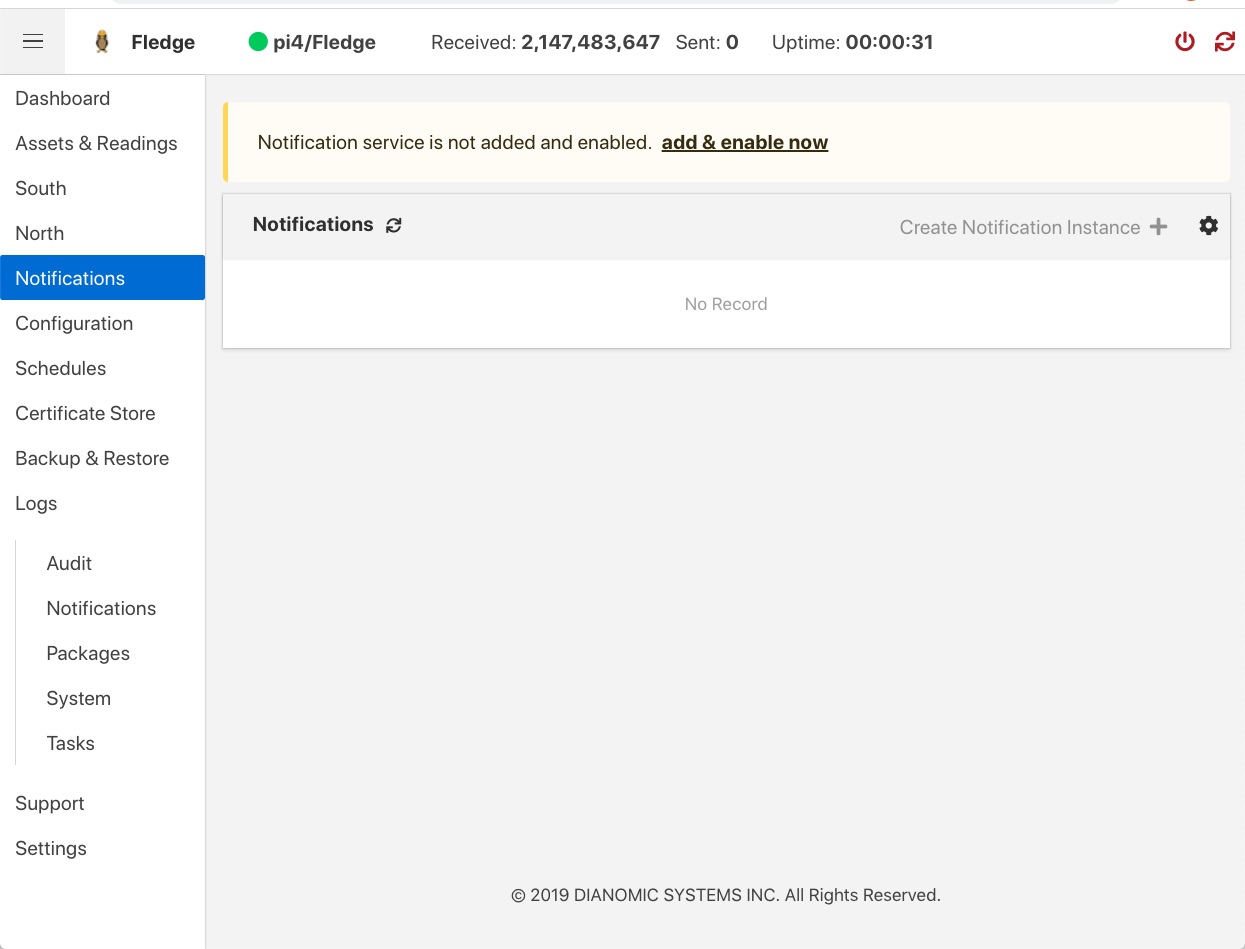 Fledge
pi4/Fledge
Received: 2,147,483,647 Sent: 0 Uptime: 00:00:31
Dashboard
Assets & Readings
South
North
Notifications
Configuration
Schedules
Certificate Store
Backup & Restore
Logs
Audit
Notifications
Packages
System
Tasks
Support
Settings
Notification service is not added and enabled. add & enable now
Notifications
Create Notification Instance
No Record
© 2019 DIANOMIC SYSTEMS INC. All Rights Reserved.